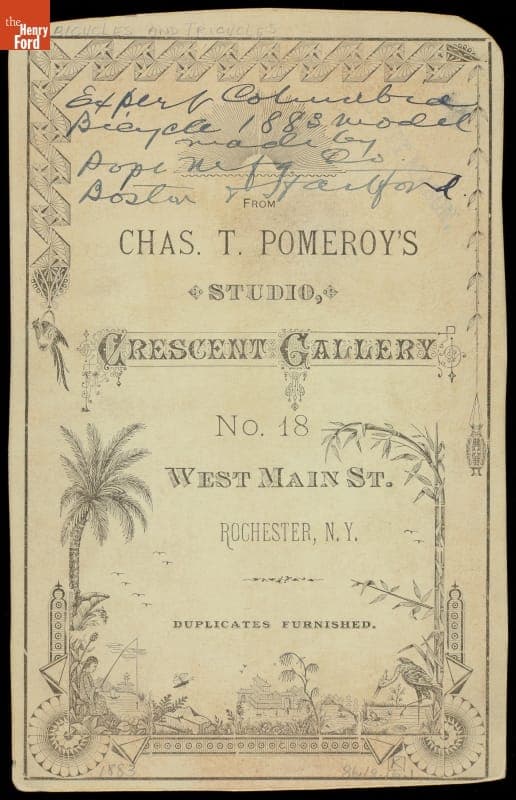 the
Henry
Ford
BICYCLES AND TRICYCLES
Expert Columbia
Bicycle 1883 model
made by
Pope M'f'g Co.
Boston & Hartford.
FROM
CHAS. T. POMEROY'S
STUDIO,
CRESCENT GALLERY
No. 18
WEST MAIN ST.
ROCHESTER, N.Y.
DUPLICATES FURNISHED.
1883